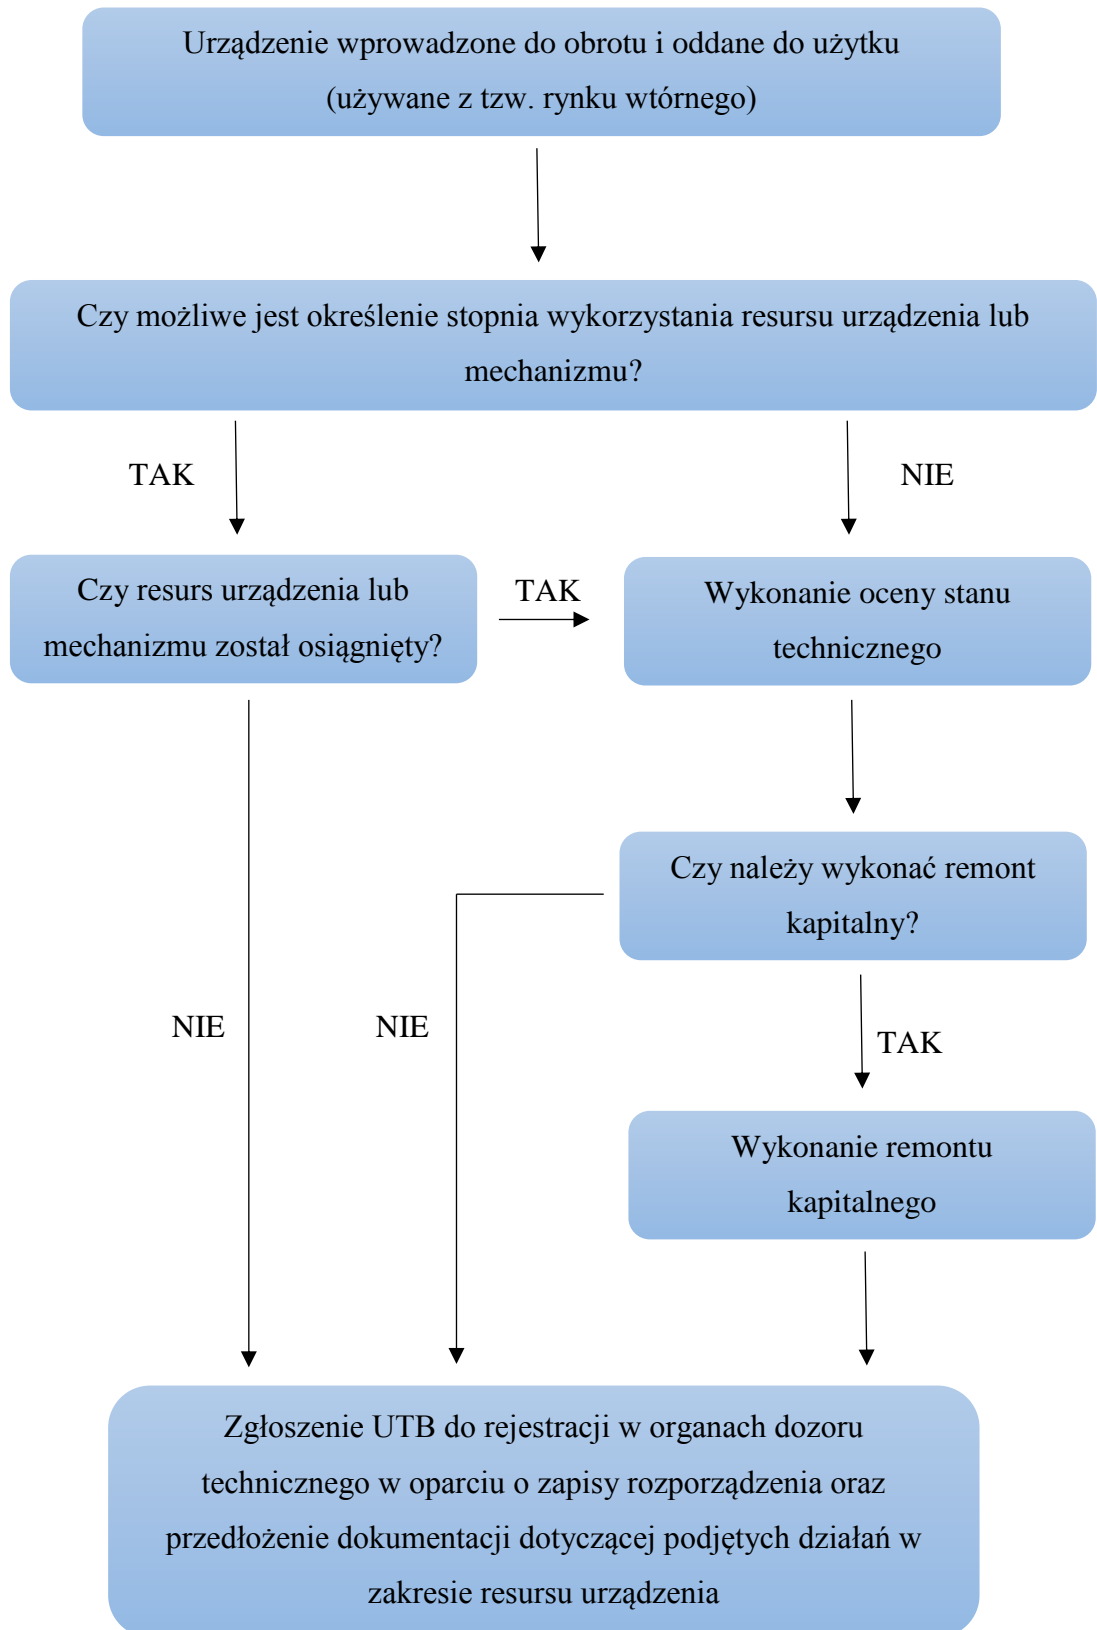 Urządzenie wprowadzone do obrotu i oddane do użytku
(używane z tzw. rynku wtórnego)
Czy możliwe jest określenie stopnia wykorzystania resursu urządzenia lub
mechanizmu?
TAK
NIE
Czy resurs urządzenia lub
mechanizmu został osiągnięty?
TAK
Wykonanie oceny stanu
technicznego
Czy należy wykonać remont
kapitalny?
NIE
NIE
TAK
Wykonanie remontu
kapitalnego
Zgłoszenie UTB do rejestracji w organach dozoru
technicznego w oparciu o zapisy rozporządzenia oraz
przedłożenie dokumentacji dotyczącej podjętych działań w
zakresie resursu urządzenia